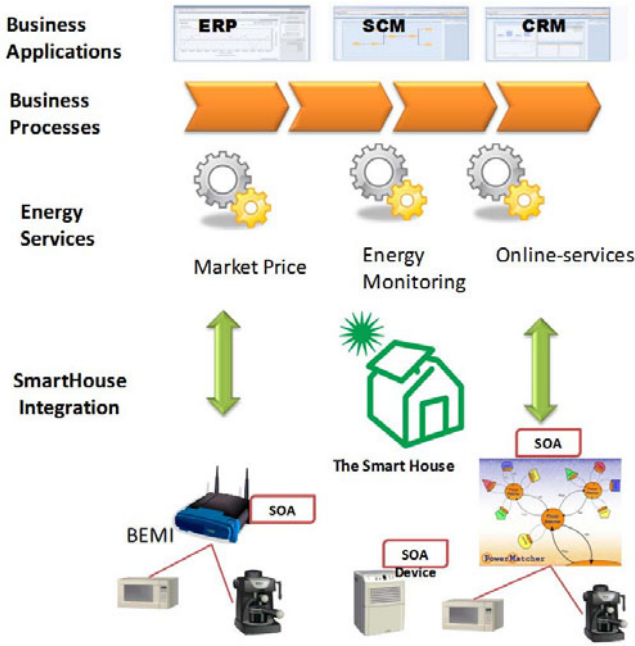 Business
Applications
ERP
SCM
CRM
Business
Processes
Energy
Services
Market Price
Energy
Monitoring
Online-services
SmartHouse
Integration
The Smart House
SOA
SOA
BEMI
SOA
Device
PowerMatcher